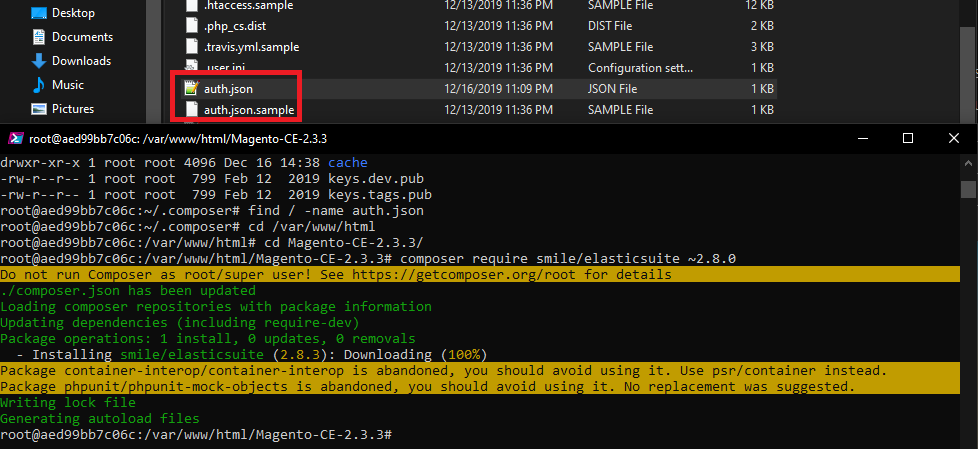 Desktop
Documents
Downloads
Music
Pictures
.htaccess.sample 12/13/2019 11:36 PM SAMPLE File 12 KB
.php_cs.dist 12/13/2019 11:36 PM DIST File 2 KB
.travis.yml.sample 12/13/2019 11:36 PM SAMPLE File 3 KB
.user.ini 12/13/2019 11:36 PM Configuration sett... 1 KB
auth.json 12/16/2019 11:09 PM JSON File 1 KB
auth.json.sample 12/13/2019 11:36 PM SAMPLE File 1 KB
root@aed99bb7c06c: /var/www/html/Magento-CE-2.3.3
drwxr-xr-x 1 root root 4096 Dec 16 14:38 cache
-rw-r--r-- 1 root root  799 Feb 12  2019 keys.dev.pub
-rw-r--r-- 1 root root  799 Feb 12  2019 keys.tags.pub
root@aed99bb7c06c:~/.composer# find / -name auth.json
root@aed99bb7c06c:~/.composer# cd /var/www/html
root@aed99bb7c06c:/var/www/html# cd Magento-CE-2.3.3/
root@aed99bb7c06c:/var/www/html/Magento-CE-2.3.3# composer require smile/elasticsuite ~2.8.0
Do not run Composer as root/super user! See https://getcomposer.org/root for details
./composer.json has been updated
Loading composer repositories with package information
Updating dependencies (including require-dev)
Package operations: 1 install, 0 updates, 0 removals
  - Installing smile/elasticsuite (2.8.3): Downloading (100%)
Package container-interop/container-interop is abandoned, you should avoid using it. Use psr/container instead.
Package phpunit/phpunit-mock-objects is abandoned, you should avoid using it. No replacement was suggested.
Writing lock file
Generating autoload files
root@aed99bb7c06c:/var/www/html/Magento-CE-2.3.3#